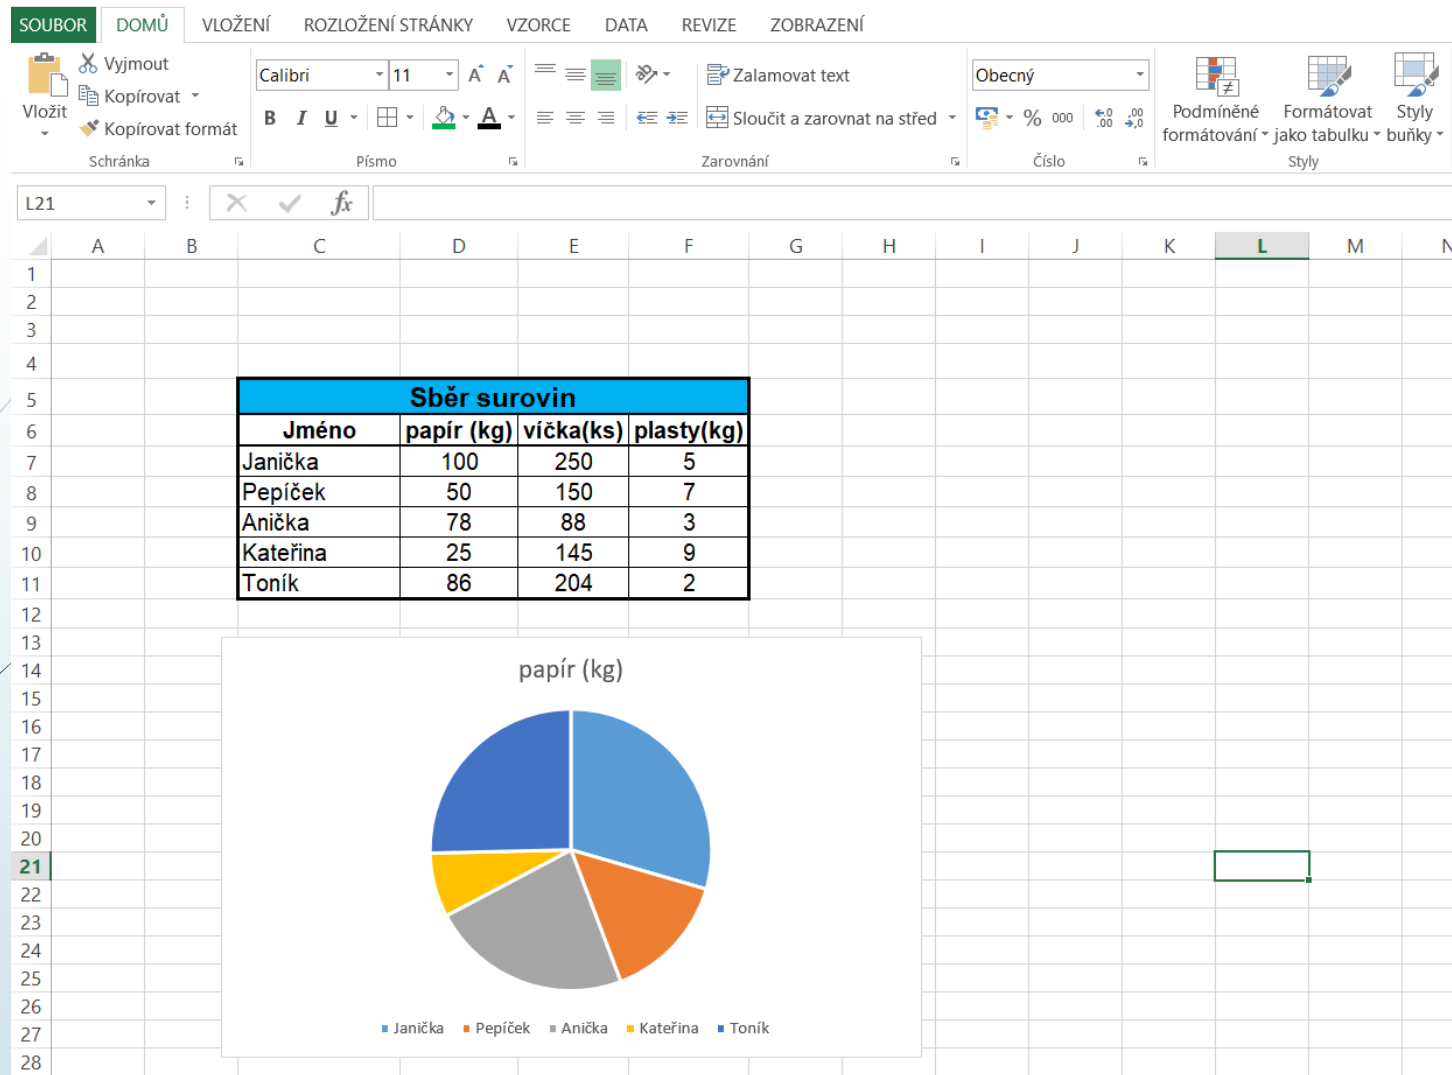 SOUBOR DOMŮ VLOŽENÍ ROZLOŽENÍ STRÁNKY VZORCE DATA REVIZE ZOBRAZENÍ
Vložit
Vyjmout
Kopírovat
Kopírovat formát
Schránka
Calibri 11 A A
B I U A
Písmo
Zalamovat text
Sloučit a zarovnat na střed
Zarovnání
Obecný
% 000 ,0 ,00 ,00 ,0
Číslo
Podmíněné formátování
Formátovat jako tabulku
Styly buňky
Styly
L21 fx
A B C D E F G H I J K L M N
1
2
3
4
5 Sběr surovin
6 Jméno papír (kg) víčka(ks) plasty(kg)
7 Janička 100 250 5
8 Pepíček 50 150 7
9 Anička 78 88 3
10 Kateřina 25 145 9
11 Toník 86 204 2
12
13
14
15
16
17
18
19
20
21
22
23
24
25
26
27
28
papír (kg)
Janička Pepíček Anička Kateřina Toník